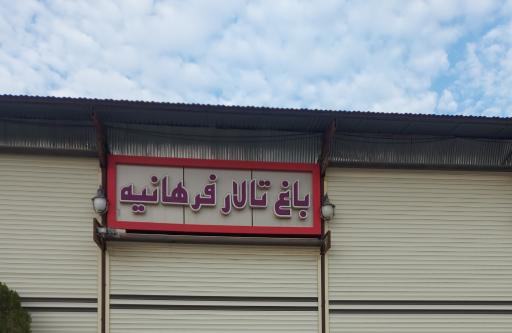 باغ تالار فرهانیه